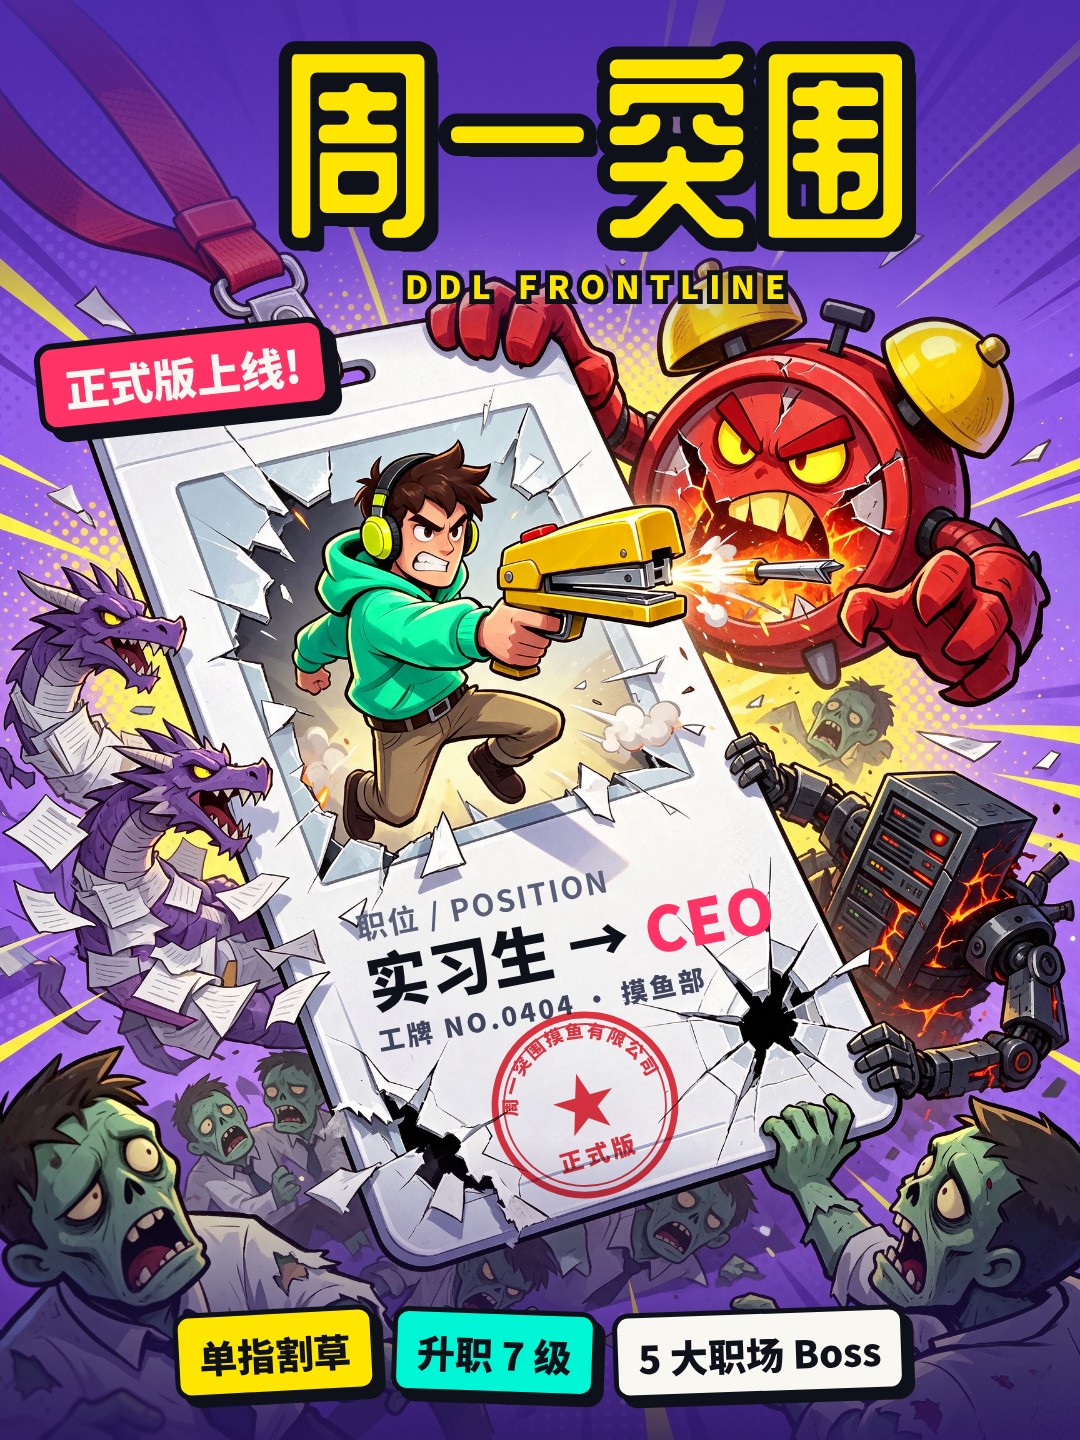 周一突围
DDL FRONTLINE
正式版上线!
职位 / POSITION
实习生 → CEO
工牌 NO.0404 · 摸鱼部
周一突围摸鱼有限公司
正式版
单指割草
升职 7 级
5 大职场 Boss